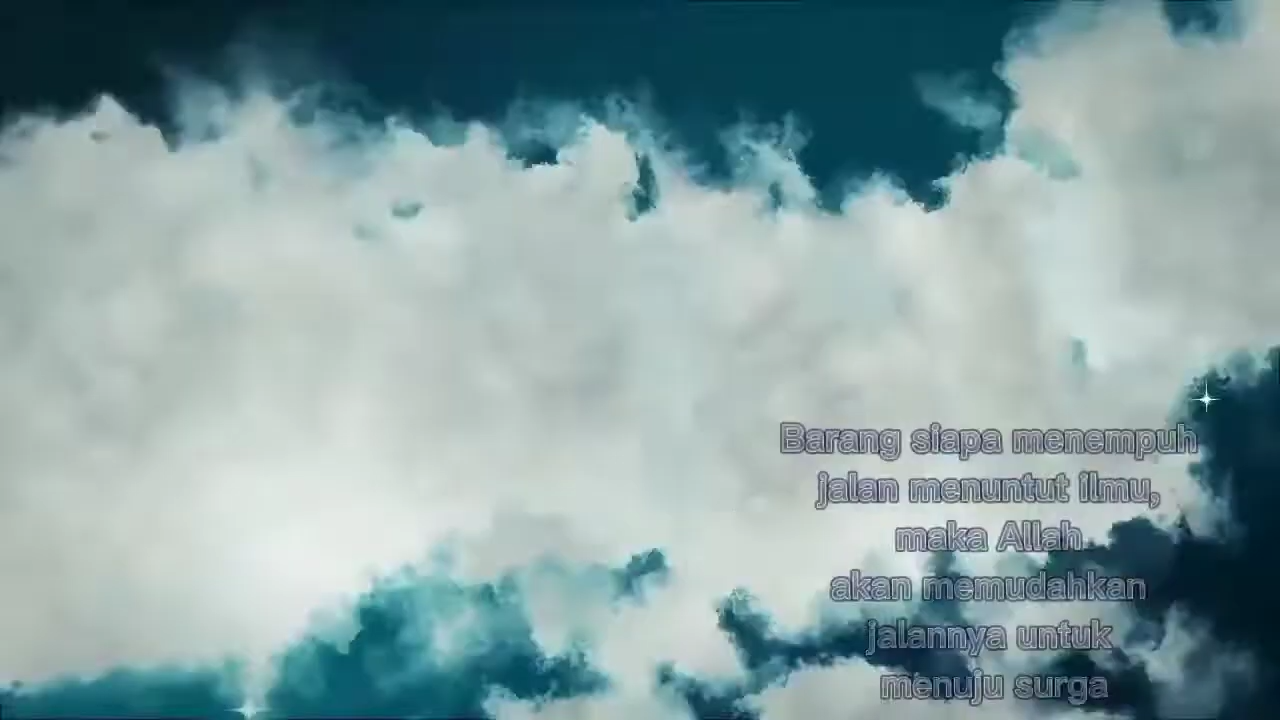 Barang siapa menempuh
jalan menuntut ilmu,
maka Allah
akan memudahkan
jalannya untuk
menuju surga